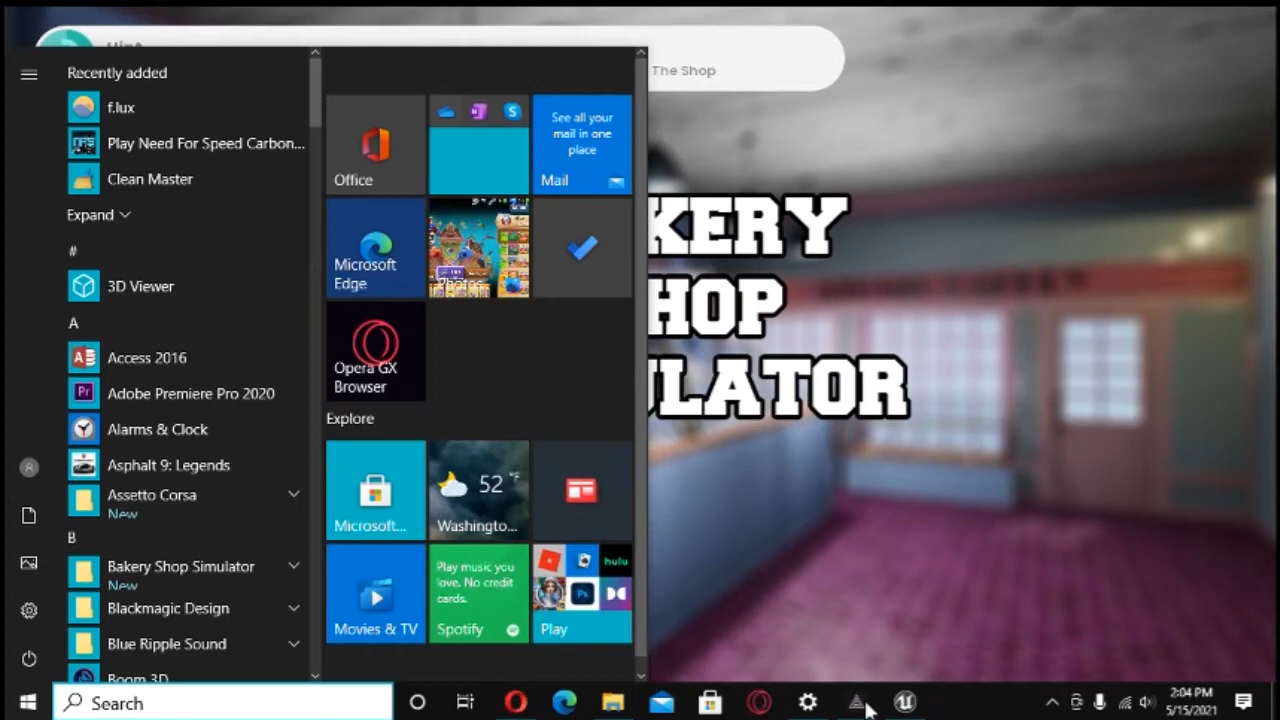 The Shop
Recently added
f.lux
Play Need For Speed Carbon...
Clean Master
Expand
#
3D Viewer
A
Access 2016
Adobe Premiere Pro 2020
Alarms & Clock
Asphalt 9: Legends
Assetto Corsa
New
B
Bakery Shop Simulator
New
Blackmagic Design
Blue Ripple Sound
Boom 3D
Office
See all your
mail in one
place
Mail
Microsoft
Edge
Photos
Opera GX
Browser
Explore
Microsoft...
52 °F
Washingto...
Movies & TV
Play music you
love. No credit
cards.
Spotify
hulu
Ps
Play
KERY
HOP
ULATOR
Search
2:04 PM
5/15/2021